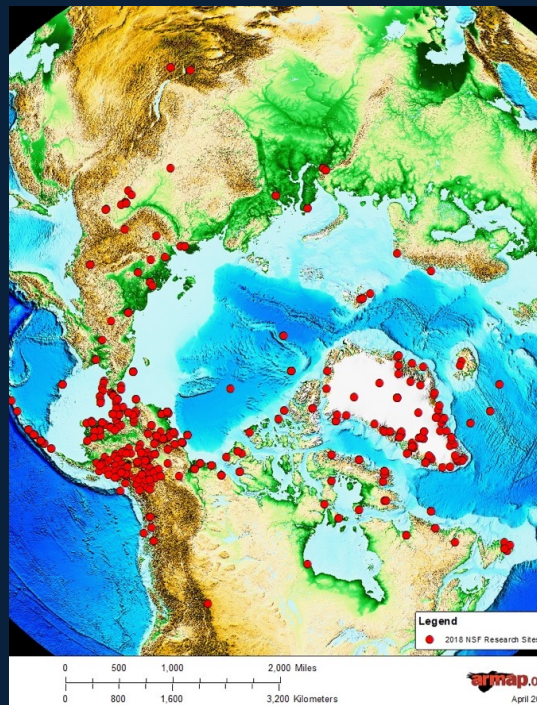 Legend
2018 NSF Research Sites
0 500 1,000 2,000 Miles
0 800 1,600 3,200 Kilometers
armap.o
April 20